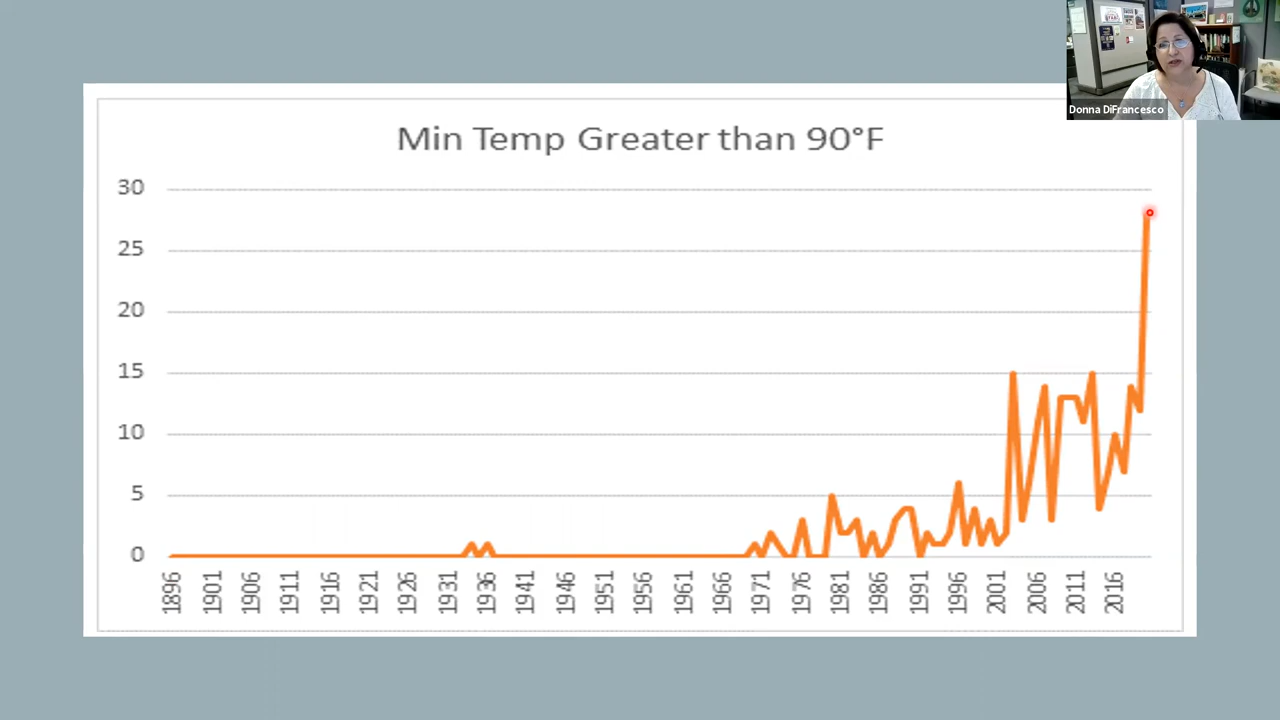 Donna DiFrancesco
Min Temp Greater than 90°F
30
25
20
15
10
5
0
1896 1901 1906 1911 1916 1921 1926 1931 1936 1941 1946 1951 1956 1961 1966 1971 1976 1981 1986 1991 1996 2001 2006 2011 2016